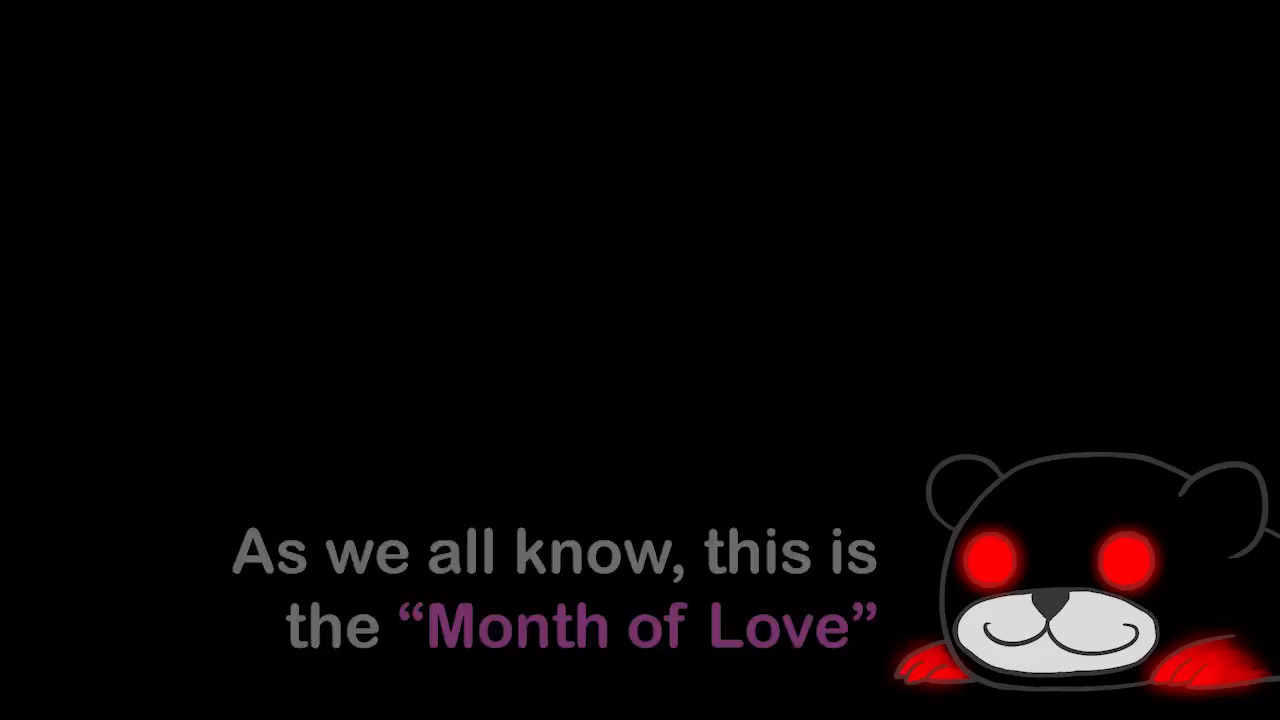 As we all know, this is
the “Month of Love”